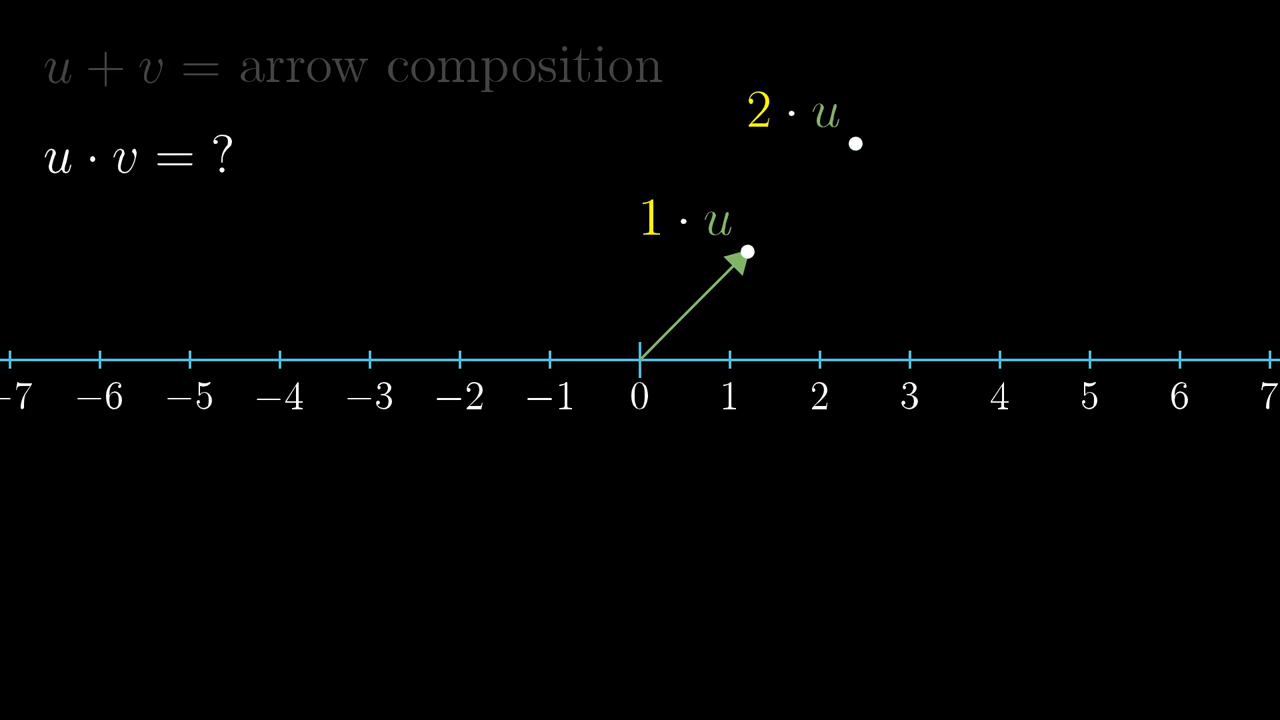 u + v = arrow composition
2 · u
u · v = ?
1 · u
−7 −6 −5 −4 −3 −2 −1 0 1 2 3 4 5 6 7